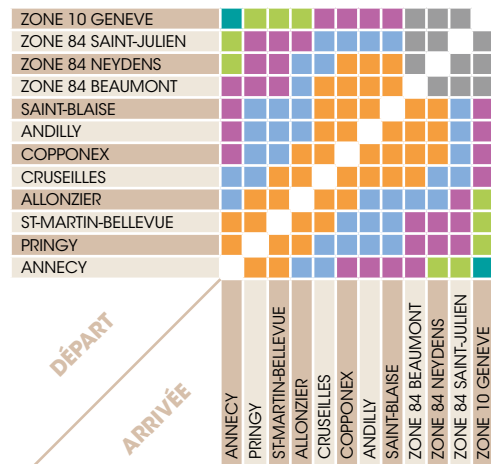 ZONE 10 GENEVE
ZONE 84 SAINT-JULIEN
ZONE 84 NEYDENS
ZONE 84 BEAUMONT
SAINT-BLAISE
ANDILLY
COPPONEX
CRUSEILLES
ALLONZIER
ST-MARTIN-BELLEVUE
PRINGY
ANNECY
DÉPART
ARRIVÉE
ANNECY
PRINGY
ST-MARTIN-BELLEVUE
ALLONZIER
CRUSEILLES
COPPONEX
ANDILLY
SAINT-BLAISE
ZONE 84 BEAUMONT
ZONE 84 NEYDENS
ZONE 84 SAINT-JULIEN
ZONE 10 GENEVE